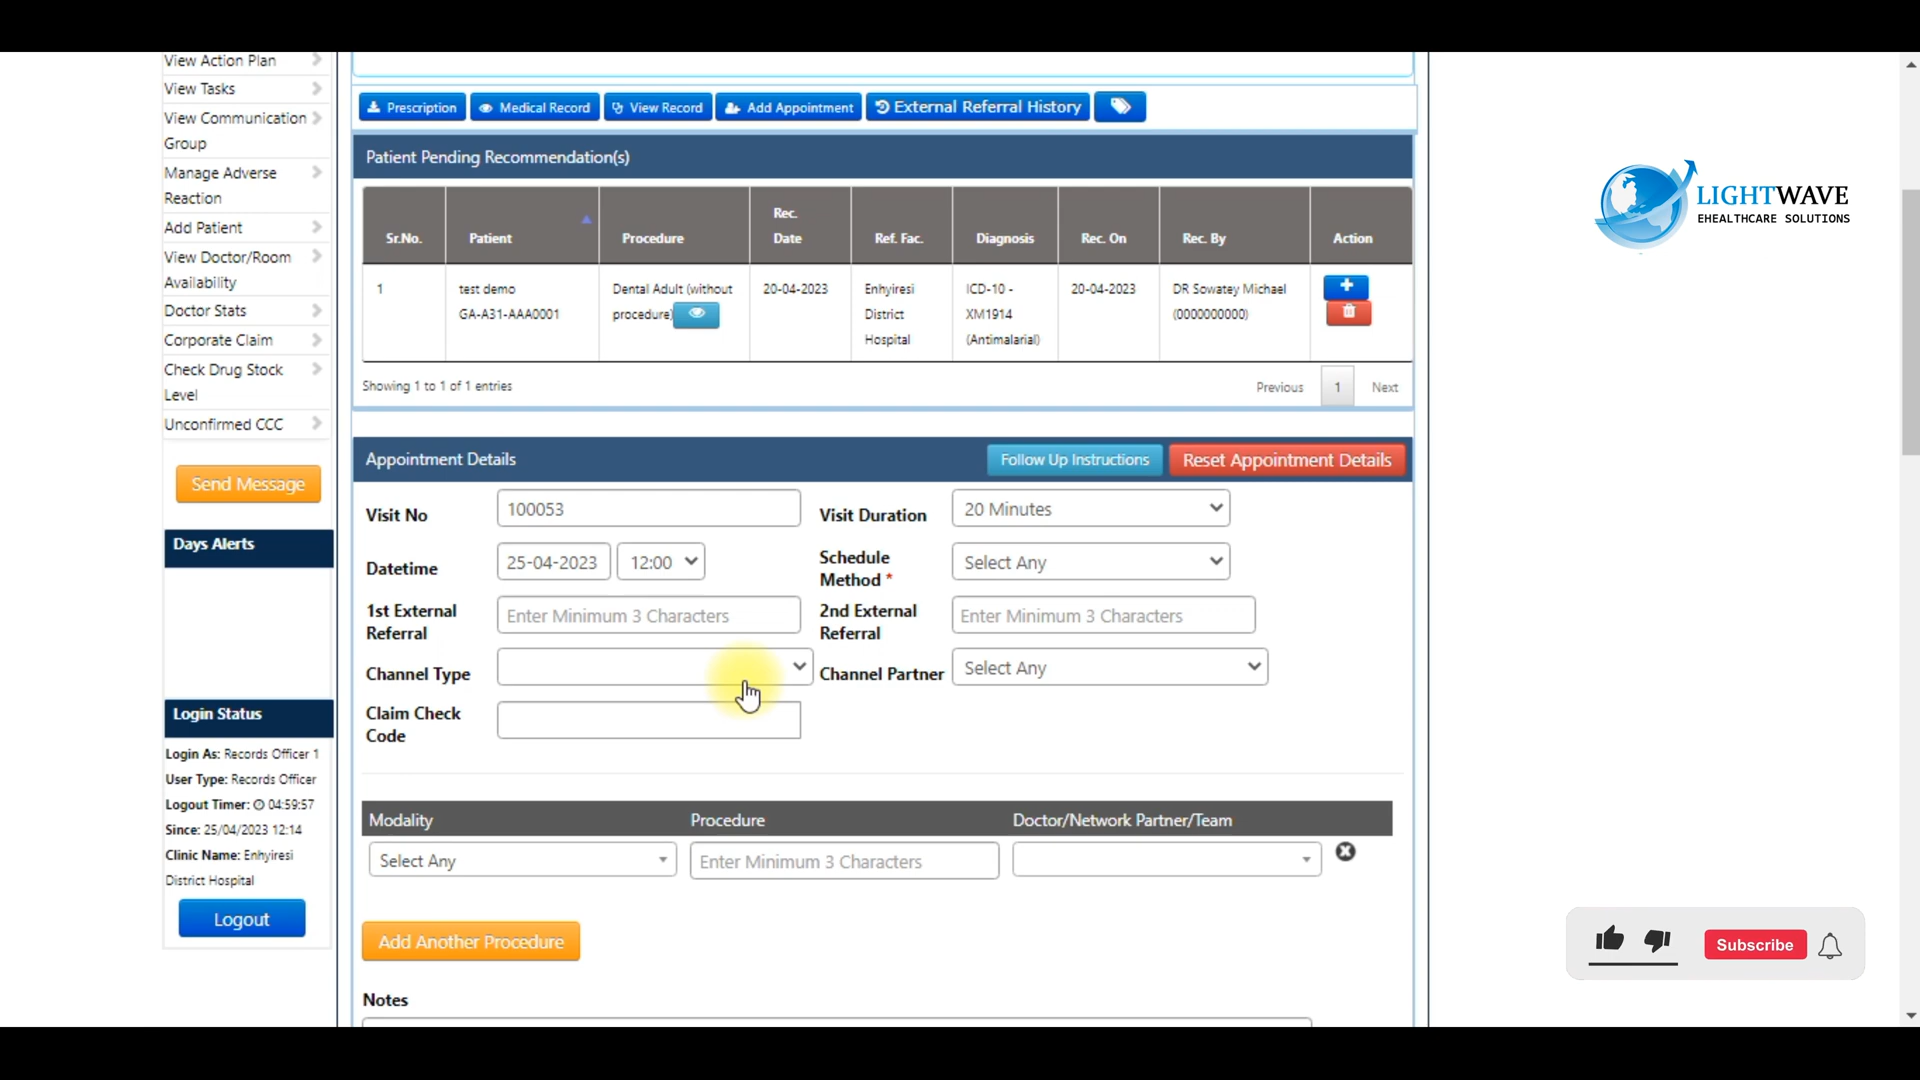 View Action Plan
View Tasks
View Communication
Group
Manage Adverse
Reaction
Add Patient
View Doctor/Room
Availability
Doctor Stats
Corporate Claim
Check Drug Stock
Level
Unconfirmed CCC
Send Message
Days Alerts
Login Status
Login As: Records Officer 1
User Type: Records Officer
Logout Timer: 04:59:57
Since: 25/04/2023 12:14
Clinic Name: Enhyiresi
District Hospital
Logout
Prescription Medical Record View Record Add Appointment External Referral History
Patient Pending Recommendation(s)
Sr.No. Patient Procedure Rec. Date Ref. Fac. Diagnosis Rec. On Rec. By Action
1 test demo Dental Adult (without 20-04-2023 Enhyiresi ICD-10 - 20-04-2023 DR Sowatey Michael
GA-A31-AAA0001 procedure) District XM1914 (0000000000)
Hospital (Antimalarial)
Showing 1 to 1 of 1 entries Previous 1 Next
Appointment Details Follow Up Instructions Reset Appointment Details
Visit No 100053 Visit Duration 20 Minutes
Datetime 25-04-2023 12:00 Schedule Method * Select Any
1st External Referral Enter Minimum 3 Characters 2nd External Referral Enter Minimum 3 Characters
Channel Type Channel Partner Select Any
Claim Check
Code
Modality Procedure Doctor/Network Partner/Team
Select Any Enter Minimum 3 Characters
Add Another Procedure
Notes
LIGHTWAVE
EHEALTHCARE SOLUTIONS
Subscribe